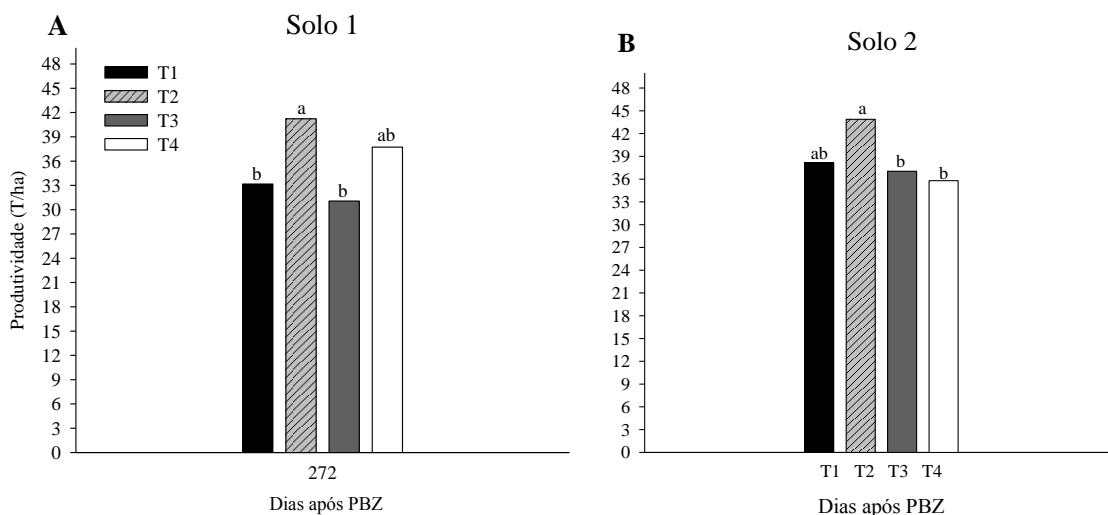 A
Solo 1
Produtividade (T/ha)
48
45
42
39
36
33
30
27
24
21
18
15
12
9
6
3
0
T1
T2
T3
T4
b
a
b
ab
272
Dias após PBZ
B
Solo 2
48
45
42
39
36
33
30
27
24
21
18
15
12
9
6
3
0
ab
a
b
b
T1 T2 T3 T4
Dias após PBZ